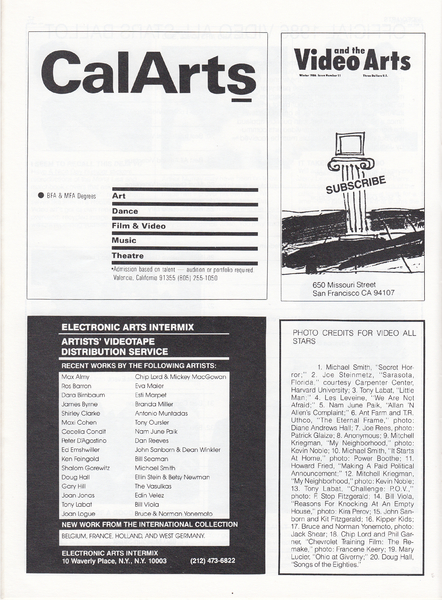 CalArts
● BFA & MFA Degrees
Art
Dance
Film & Video
Music
Theatre
*Admission based on talent — audition or portfolio required
Valencia, California 91355 (805) 255-1050
and the
Video Arts
Winter 1986 Issue Number 11 Three Dollars
SUBSCRIBE
650 Missouri Street
San Francisco CA 94107
ELECTRONIC ARTS INTERMIX
ARTISTS' VIDEOTAPE
DISTRIBUTION SERVICE
RECENT WORKS BY THE FOLLOWING ARTISTS:
Max Almy Chip Lord & Mickey MacGowan
Ros Barron Eva Maier
Dara Birnbaum Esti Marpet
James Byrne Branda Miller
Shirley Clarke Antonio Muntadas
Maxi Cohen Tony Oursler
Cecelia Condit Nam June Paik
Peter D'Agostino Dan Reeves
Ed Emshwiller John Sanborn & Dean Winkler
Ken Feingold Bill Seaman
Shalom Gorewitz Michael Smith
Doug Hall Ellin Stein & Betsy Newman
Gary Hill The Vasulkas
Joan Jonas Edin Velez
Tony Labat Bill Viola
Joan Logue Bruce & Norman Yonemoto
NEW WORK FROM THE INTERNATIONAL COLLECTION
BELGIUM, FRANCE, HOLLAND, AND WEST GERMANY.
ELECTRONIC ARTS INTERMIX
10 Waverly Place, N.Y., N.Y. 10003 (212) 473-6822
PHOTO CREDITS FOR VIDEO ALL
STARS
1. Michael Smith, "Secret Hor-
ror;" 2. Joe Steinmetz, "Sarasota,
Florida," courtesy Carpenter Center,
Harvard University; 3. Tony Labat, "Little
Man;" 4. Les Leveine, "We Are Not
Afraid;" 5. Nam June Paik, "Allan 'N
Allen's Complaint;" 6. Ant Farm and T.R.
Uthco, "The Eternal Frame," photo:
Diane Andrews Hall; 7. Joe Rees, photo:
Patrick Glaize; 8. Anonymous; 9. Mitchell
Kriegman, "My Neighborhood," photo:
Kevin Noble; 10. Michael Smith, "It Starts
At Home," photo: Power Boothe; 11.
Howard Fried, "Making A Paid Political
Announcement;" 12. Mitchell Kriegman,
"My Neighborhood," photo: Kevin Noble;
13. Tony Labat, "Challenge: P.O.V.,"
photo: F. Stop Fitzgerald; 14. Bill Viola,
"Reasons For Knocking At An Empty
House," photo: Kira Perov; 15. John San-
born and Kit Fitzgerald; 16. Kipper Kids;
17. Bruce and Norman Yonemoto, photo:
Jack Shear; 18. Chip Lord and Phil Gar-
ner, "Chevrolet Training Film: The Re-
make," photo: Francene Keery; 19. Mary
Lucier, "Ohio at Giverny;" 20. Doug Hall,
"Songs of the Eighties."